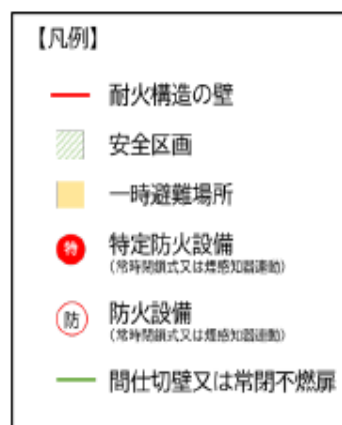 【凡例】
耐火構造の壁
安全区画
一時避難場所
特 特定防火設備
(常時閉鎖式又は煙感知器連動)
防 防火設備
(常時閉鎖式又は煙感知器連動)
間仕切壁又は常閉不燃扉